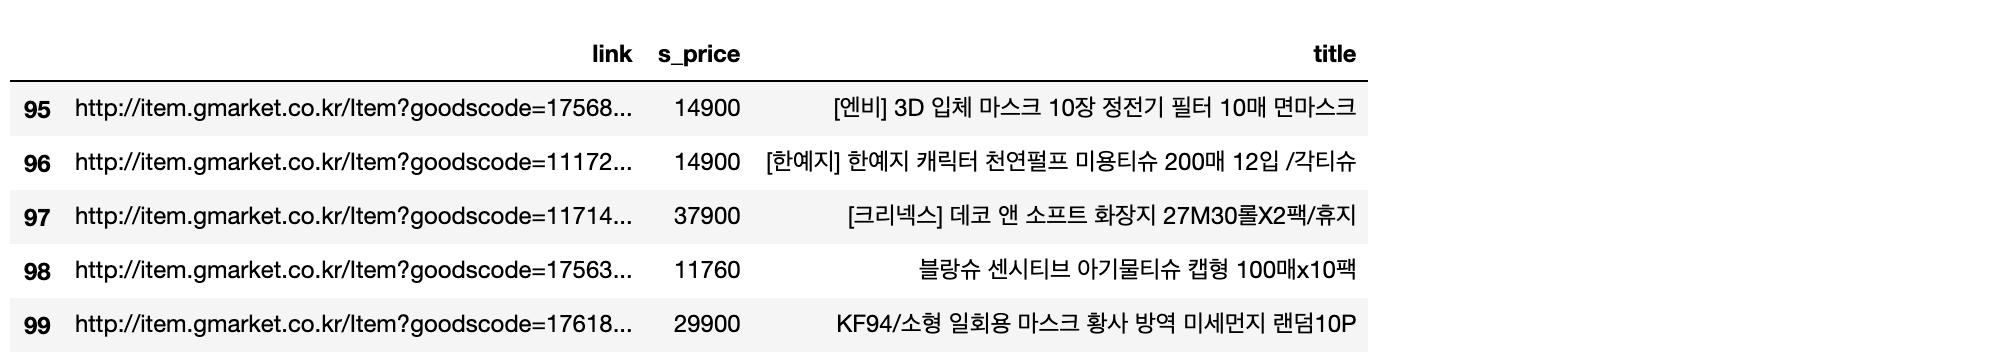 link s_price title
95 http://item.gmarket.co.kr/Item?goodscode=17568... 14900 [엔비] 3D 입체 마스크 10장 정전기 필터 10매 면마스크
96 http://item.gmarket.co.kr/Item?goodscode=11172... 14900 [한예지] 한예지 캐릭터 천연펄프 미용티슈 200매 12입 /각티슈
97 http://item.gmarket.co.kr/Item?goodscode=11714... 37900 [크리넥스] 데코 앤 소프트 화장지 27M30롤X2팩/휴지
98 http://item.gmarket.co.kr/Item?goodscode=17563... 11760 블랑슈 센시티브 아기물티슈 캡형 100매x10팩
99 http://item.gmarket.co.kr/Item?goodscode=17618... 29900 KF94/소형 일회용 마스크 황사 방역 미세먼지 랜덤10P